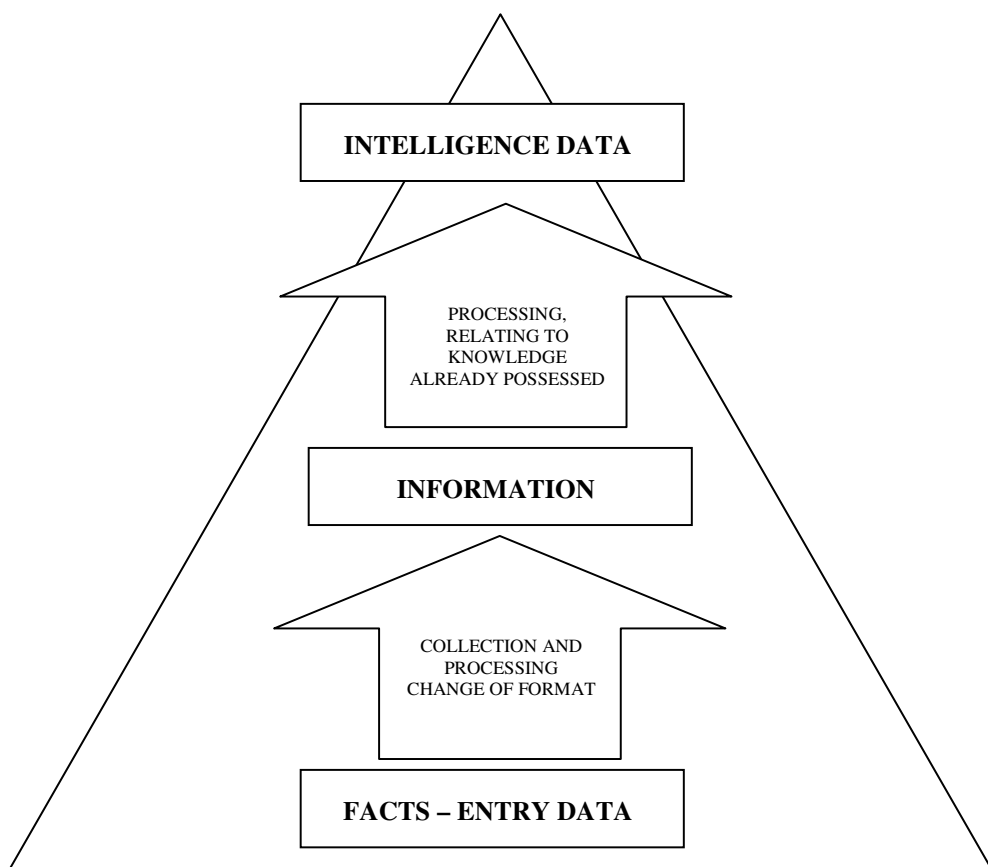 INTELLIGENCE DATA
PROCESSING,
RELATING TO
KNOWLEDGE
ALREADY POSSESSED
INFORMATION
COLLECTION AND
PROCESSING
CHANGE OF FORMAT
FACTS – ENTRY DATA